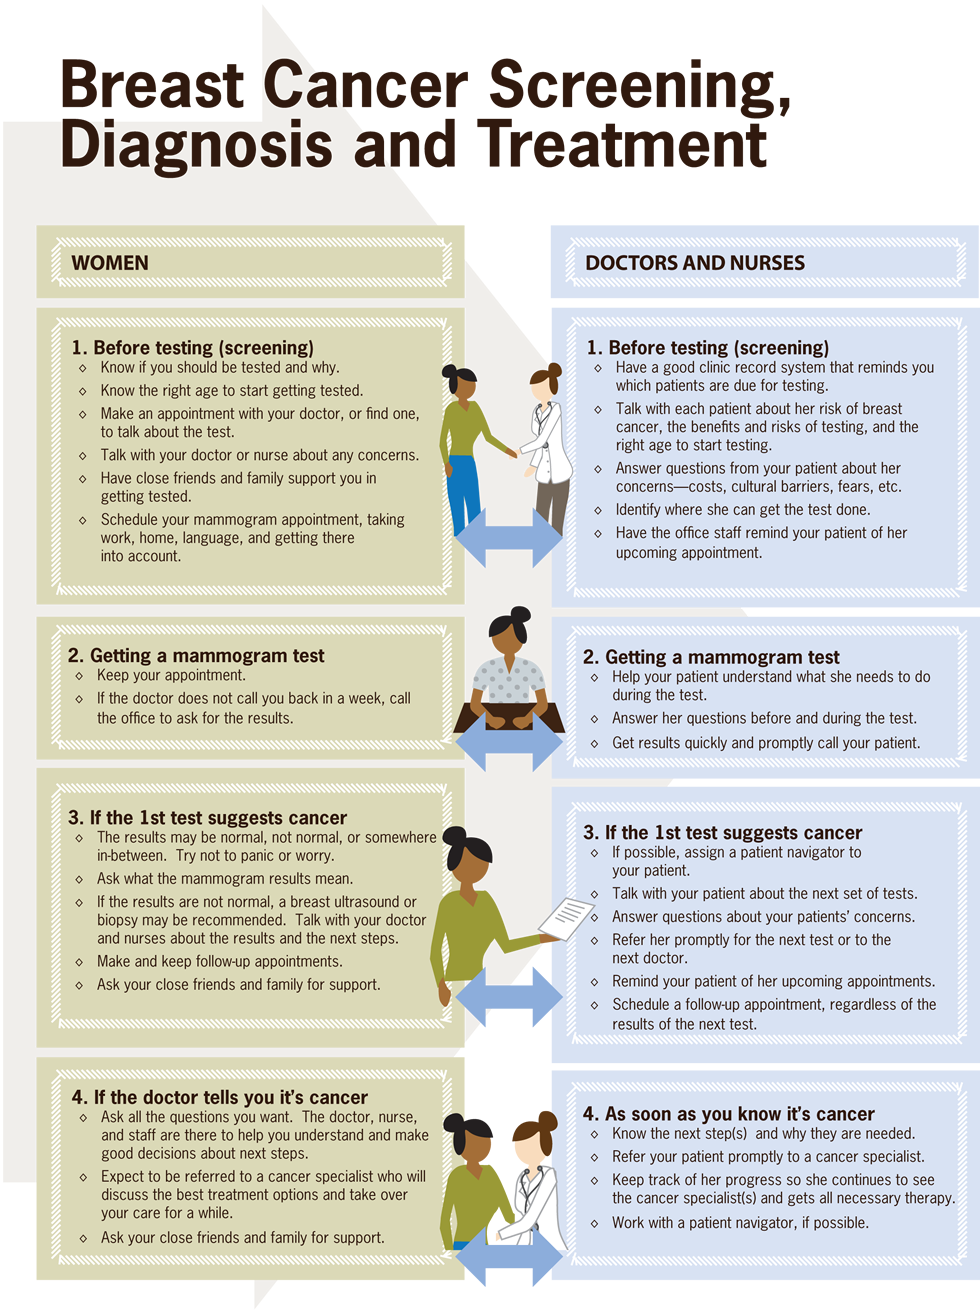 Breast Cancer Screening,
Diagnosis and Treatment
WOMEN
1. Before testing (screening)
◇ Know if you should be tested and why.
◇ Know the right age to start getting tested.
◇ Make an appointment with your doctor, or find one,
to talk about the test.
◇ Talk with your doctor or nurse about any concerns.
◇ Have close friends and family support you in
getting tested.
◇ Schedule your mammogram appointment, taking
work, home, language, and getting there
into account.
2. Getting a mammogram test
◇ Keep your appointment.
◇ If the doctor does not call you back in a week, call
the office to ask for the results.
3. If the 1st test suggests cancer
◇ The results may be normal, not normal, or somewhere
in-between. Try not to panic or worry.
◇ Ask what the mammogram results mean.
◇ If the results are not normal, a breast ultrasound or
biopsy may be recommended. Talk with your doctor
and nurses about the results and the next steps.
◇ Make and keep follow-up appointments.
◇ Ask your close friends and family for support.
4. If the doctor tells you it's cancer
◇ Ask all the questions you want. The doctor, nurse,
and staff are there to help you understand and make
good decisions about next steps.
◇ Expect to be referred to a cancer specialist who will
discuss the best treatment options and take over
your care for a while.
◇ Ask your close friends and family for support.
DOCTORS AND NURSES
1. Before testing (screening)
◇ Have a good clinic record system that reminds you
which patients are due for testing.
◇ Talk with each patient about her risk of breast
cancer, the benefits and risks of testing, and the
right age to start testing.
◇ Answer questions from your patient about her
concerns—costs, cultural barriers, fears, etc.
◇ Identify where she can get the test done.
◇ Have the office staff remind your patient of her
upcoming appointment.
2. Getting a mammogram test
◇ Help your patient understand what she needs to do
during the test.
◇ Answer her questions before and during the test.
◇ Get results quickly and promptly call your patient.
3. If the 1st test suggests cancer
◇ If possible, assign a patient navigator to
your patient.
◇ Talk with your patient about the next set of tests.
◇ Answer questions about your patients' concerns.
◇ Refer her promptly for the next test or to the
next doctor.
◇ Remind your patient of her upcoming appointments.
◇ Schedule a follow-up appointment, regardless of the
results of the next test.
4. As soon as you know it's cancer
◇ Know the next step(s) and why they are needed.
◇ Refer your patient promptly to a cancer specialist.
◇ Keep track of her progress so she continues to see
the cancer specialist(s) and gets all necessary therapy.
◇ Work with a patient navigator, if possible.